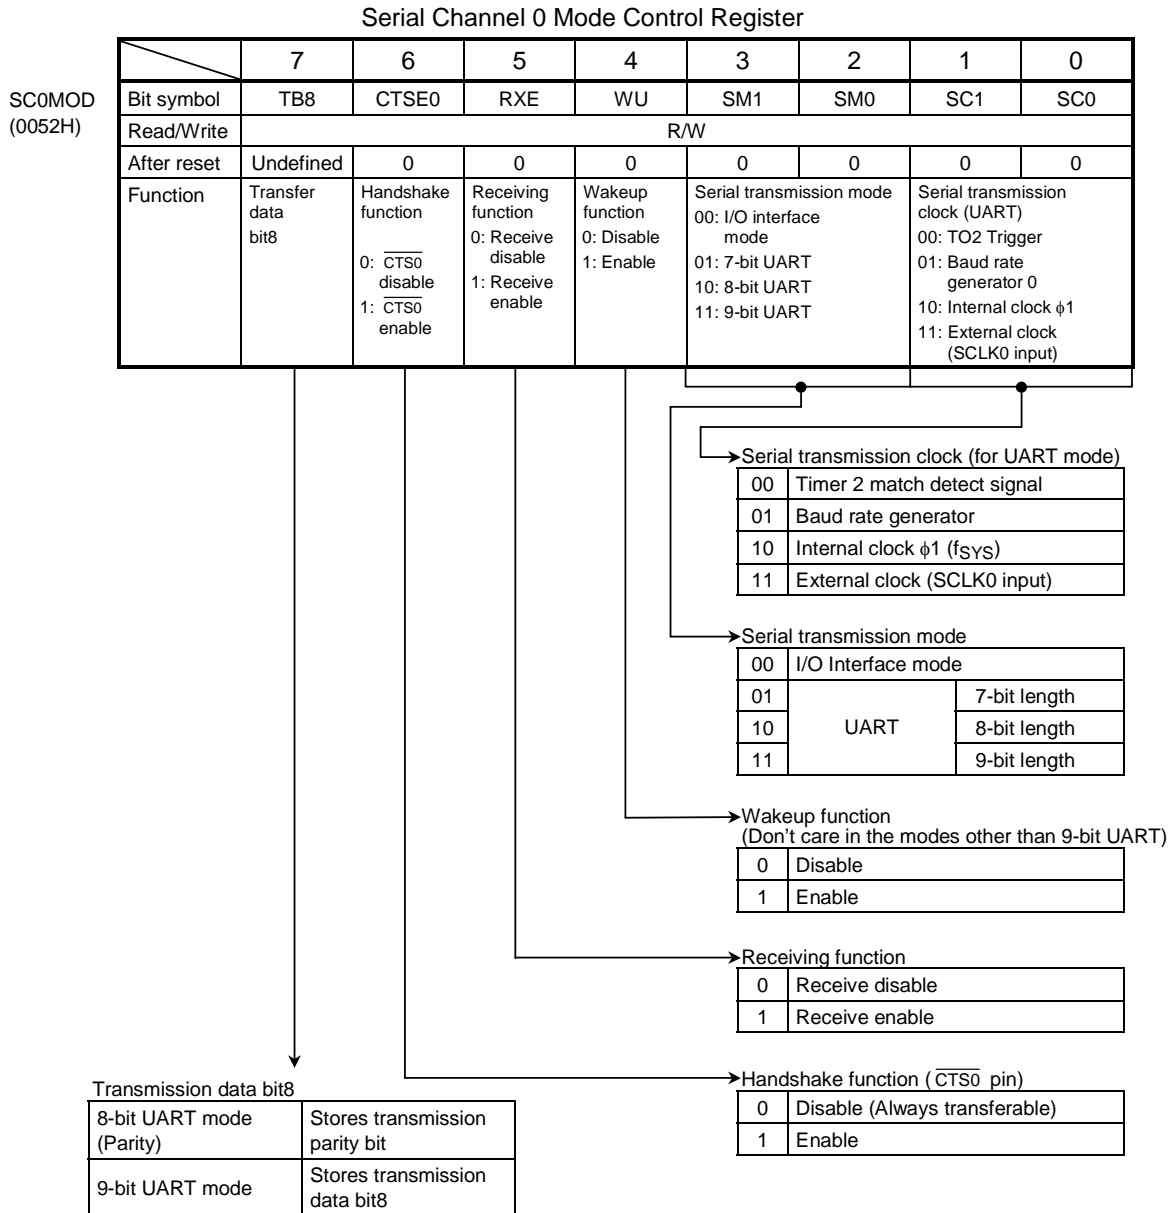 Serial Channel 0 Mode Control Register
7 6 5 4 3 2 1 0
SC0MOD
(0052H)
Bit symbol TB8 CTSE0 RXE WU SM1 SM0 SC1 SC0
Read/Write R/W
After reset Undefined 0 0 0 0 0 0 0
Function
Transfer
data
bit8
Handshake
function
0: CTS0
disable
1: CTS0
enable
Receiving
function
0: Receive
disable
1: Receive
enable
Wakeup
function
0: Disable
1: Enable
Serial transmission mode
00: I/O interface
mode
01: 7-bit UART
10: 8-bit UART
11: 9-bit UART
Serial transmission
clock (UART)
00: TO2 Trigger
01: Baud rate
generator 0
10: Internal clock ϕ1
11: External clock
(SCLK0 input)
Serial transmission clock (for UART mode)
00 Timer 2 match detect signal
01 Baud rate generator
10 Internal clock ϕ1 (fSYS)
11 External clock (SCLK0 input)
Serial transmission mode
00 I/O Interface mode
01 7-bit length
10 UART 8-bit length
11 9-bit length
Wakeup function
(Don't care in the modes other than 9-bit UART)
0 Disable
1 Enable
Receiving function
0 Receive disable
1 Receive enable
Handshake function (CTS0 pin)
0 Disable (Always transferable)
1 Enable
Transmission data bit8
8-bit UART mode
(Parity)
Stores transmission
parity bit
9-bit UART mode
Stores transmission
data bit8